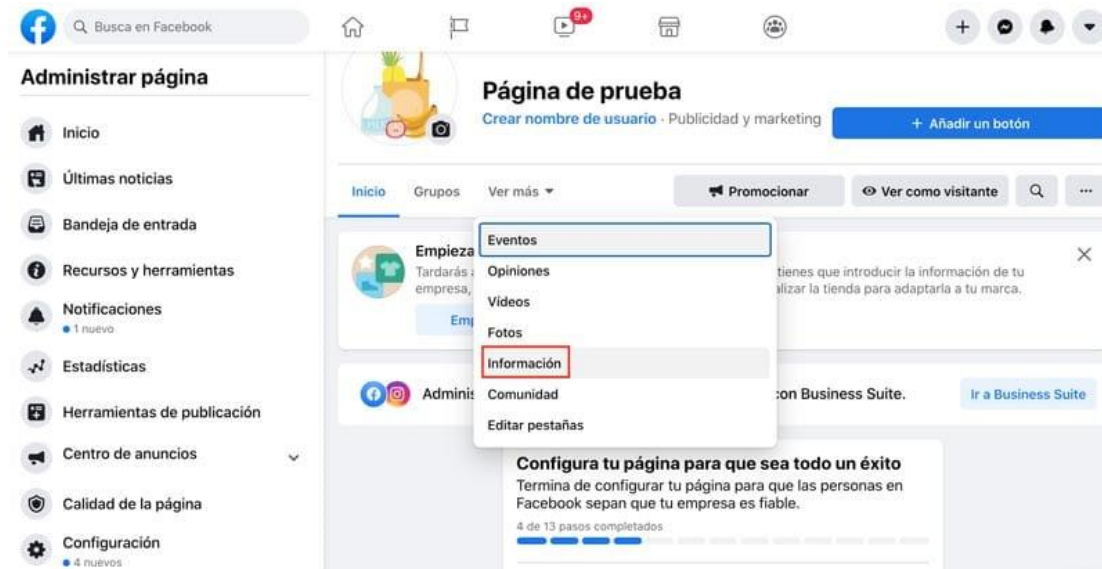 Busca en Facebook
9+
Administrar página
Inicio
Últimas noticias
Bandeja de entrada
Recursos y herramientas
Notificaciones
1 nuevo
Estadísticas
Herramientas de publicación
Centro de anuncios
Calidad de la página
Configuración
4 nuevos
Página de prueba
Crear nombre de usuario · Publicidad y marketing
+ Añadir un botón
Inicio Grupos Ver más
Promocionar
Ver como visitante
Eventos
Opiniones
Vídeos
Fotos
Información
Comunidad
Editar pestañas
Empieza
Tardarás tienes que introducir la información de tu
empresa, la tienda para adaptarla a tu marca.
con Business Suite.
Ir a Business Suite
Configura tu página para que sea todo un éxito
Termina de configurar tu página para que las personas en
Facebook sepan que tu empresa es fiable.
4 de 13 pasos completados